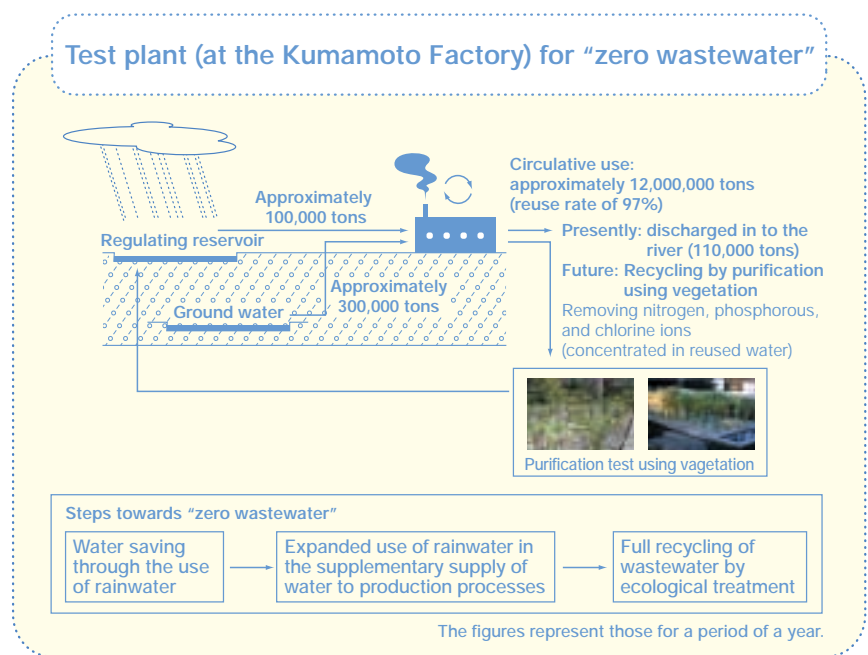 Test plant (at the Kumamoto Factory) for “zero wastewater”
Approximately
100,000 tons
Circulative use:
approximately 12,000,000 tons
(reuse rate of 97%)
Regulating reservoir
Presently: discharged in to the
river (110,000 tons)
Future: Recycling by purification
using vegetation
Removing nitrogen, phosphorous,
and chlorine ions
(concentrated in reused water)
Approximately
300,000 tons
Ground water
Purification test using vagetation
Steps towards “zero wastewater”
Water saving
through the use
of rainwater
Expanded use of rainwater in
the supplementary supply of
water to production processes
Full recycling of
wastewater by
ecological treatment
The figures represent those for a period of a year.